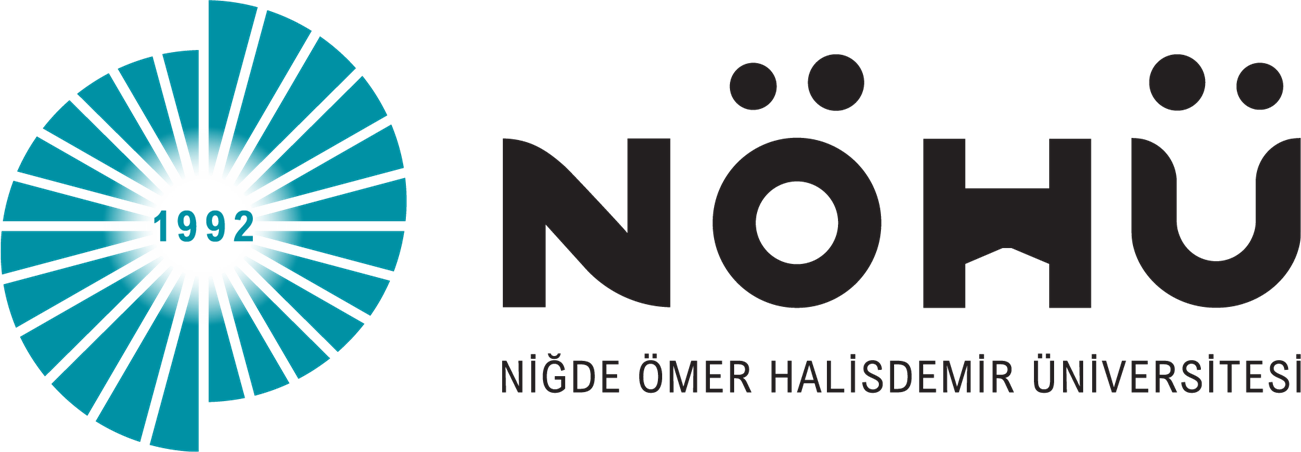 1992
NÖHÜ
NİĞDE ÖMER HALİSDEMİR ÜNİVERSİTESİ